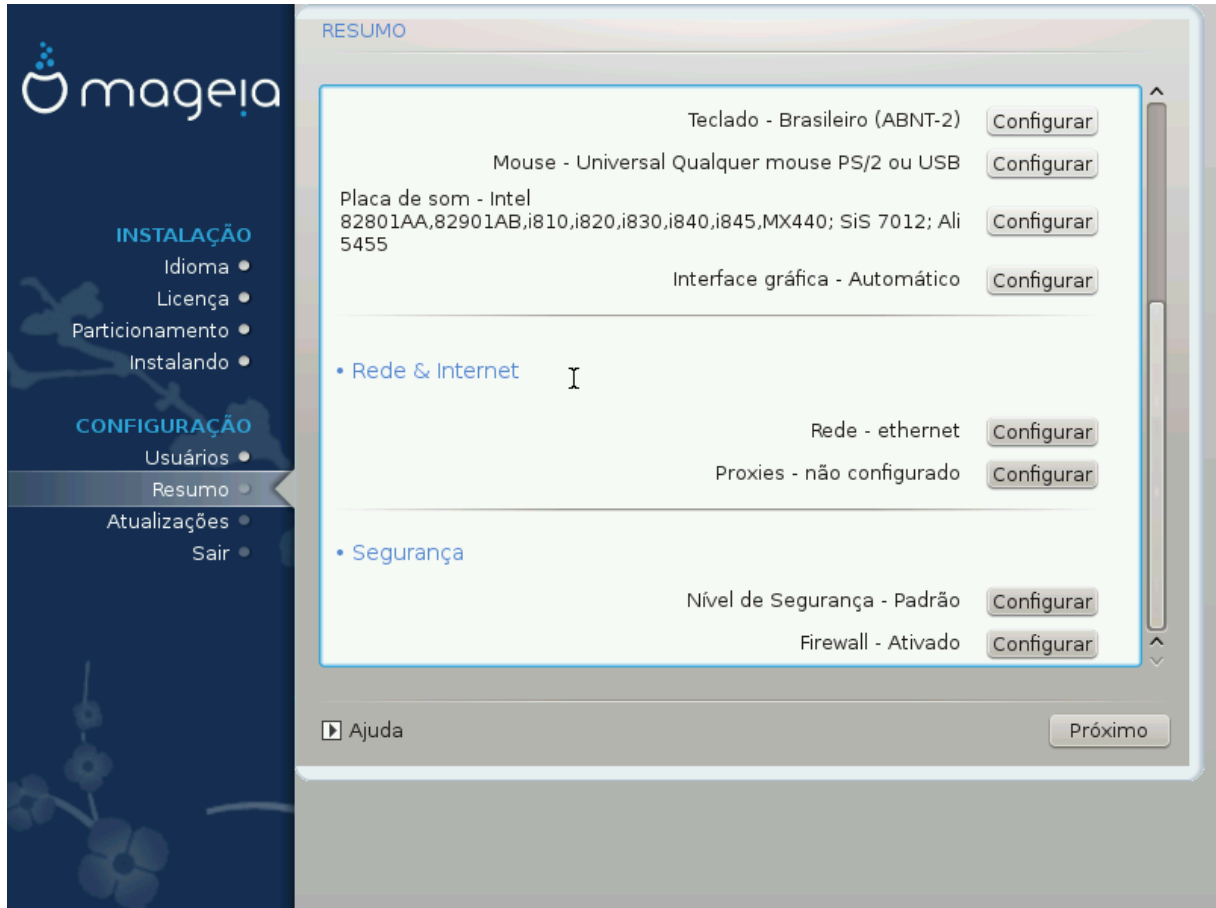 mageia
INSTALAÇÃO
Idioma
Licença
Particionamento
Instalando
CONFIGURAÇÃO
Usuários
Resumo
Atualizações
Sair
RESUMO
Teclado - Brasileiro (ABNT-2) Configurar
Mouse - Universal Qualquer mouse PS/2 ou USB Configurar
Placa de som - Intel
82801AA,82901AB,i810,i820,i830,i840,i845,MX440; SiS 7012; Ali Configurar
5455
Interface gráfica - Automático Configurar
• Rede & Internet
Rede - ethernet Configurar
Proxies - não configurado Configurar
• Segurança
Nível de Segurança - Padrão Configurar
Firewall - Ativado Configurar
Ajuda Próximo